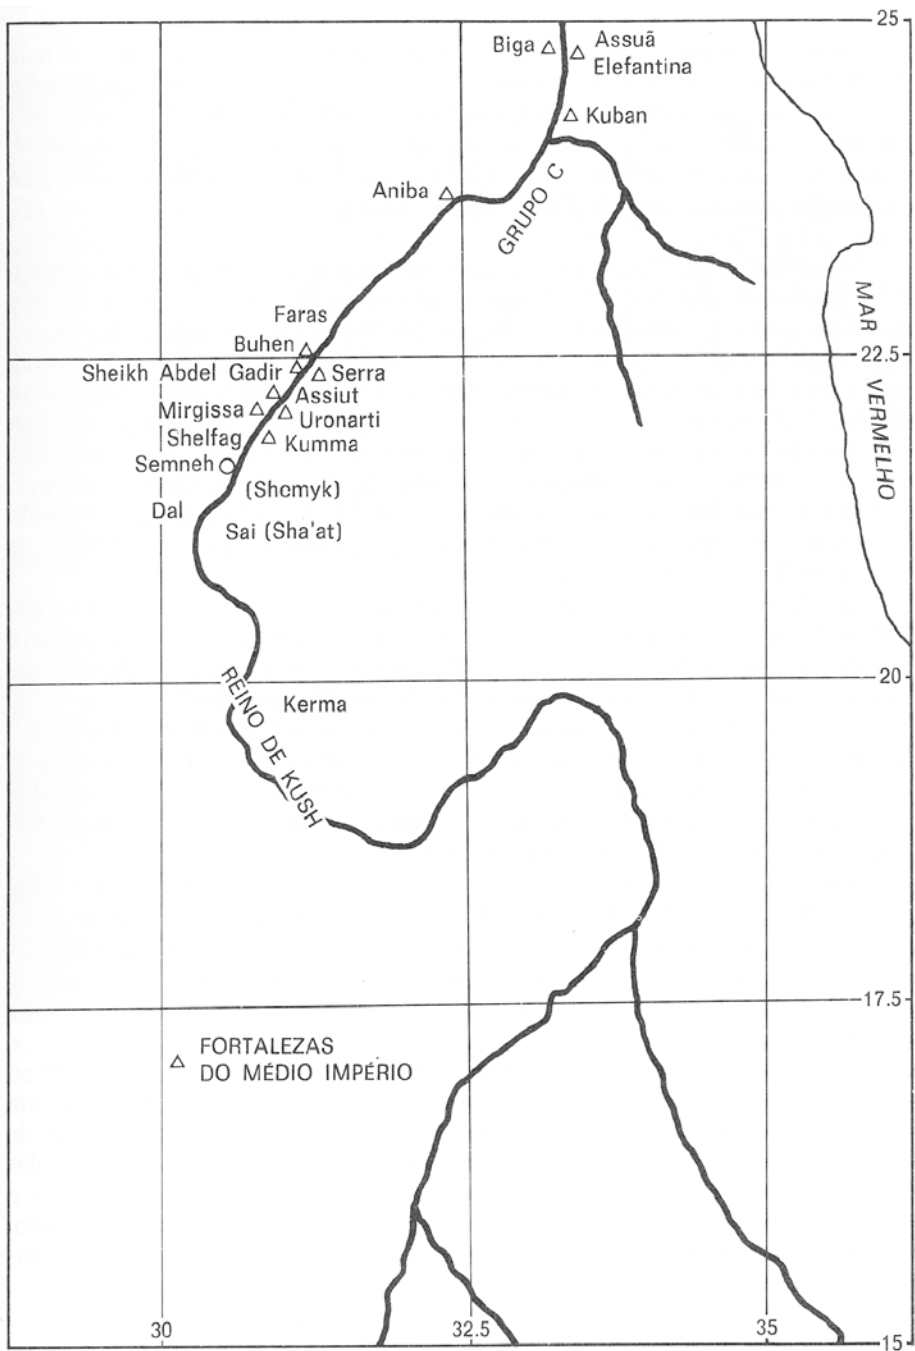 25
Biga
Assuã
Elefantina
Kuban
Aniba
GRUPO C
MAR VERMELHO
Faras
Buhen
22.5
Sheikh Abdel Gadir
Serra
Assiut
Mirgissa
Uronarti
Shelfag
Kumma
Semneh
(Shemyk)
Dal
Sai (Sha'at)
20
REINO DE KUSH
Kerma
17.5
FORTALEZAS
DO MÉDIO IMPÉRIO
30
32.5
35
15